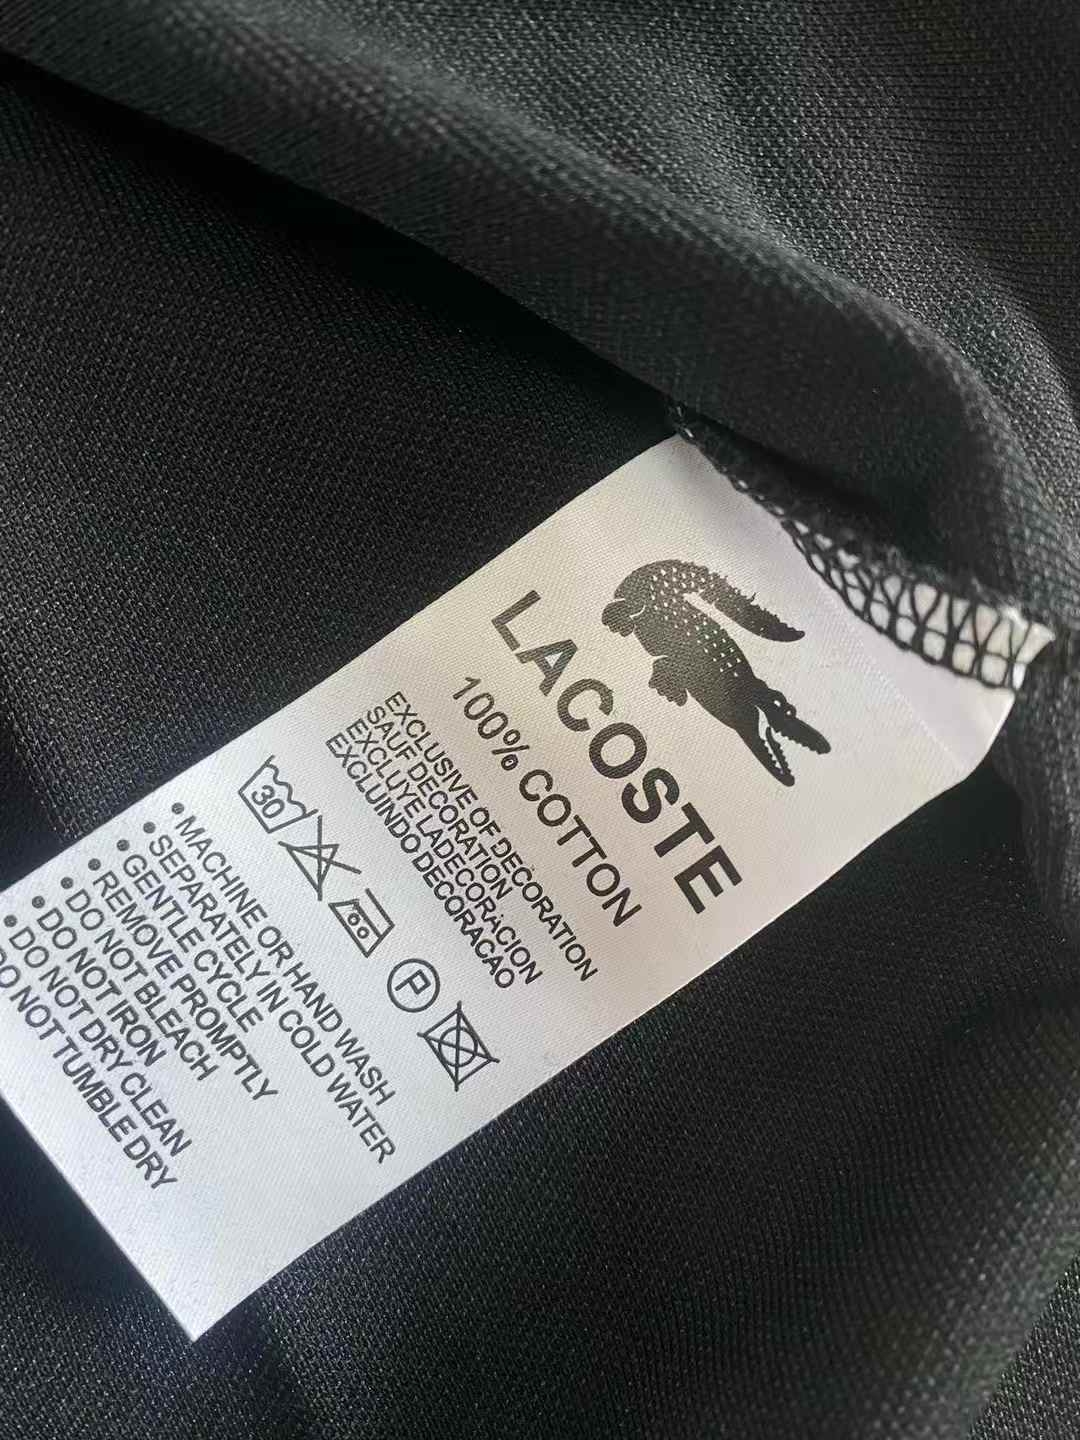 LACOSTE
100% COTTON
EXCLUSIVE OF DECORATION
SAUF DECORATION
EXCLUYE LADECORACION
EXCLUINDO DECORACAO
30 P
•MACHINE OR HAND WASH
•SEPARATELY IN COLD WATER
•GENTLE CYCLE
•REMOVE PROMPTLY
•DO NOT BLEACH
•DO NOT IRON
•DO NOT DRY CLEAN
DO NOT TUMBLE DRY